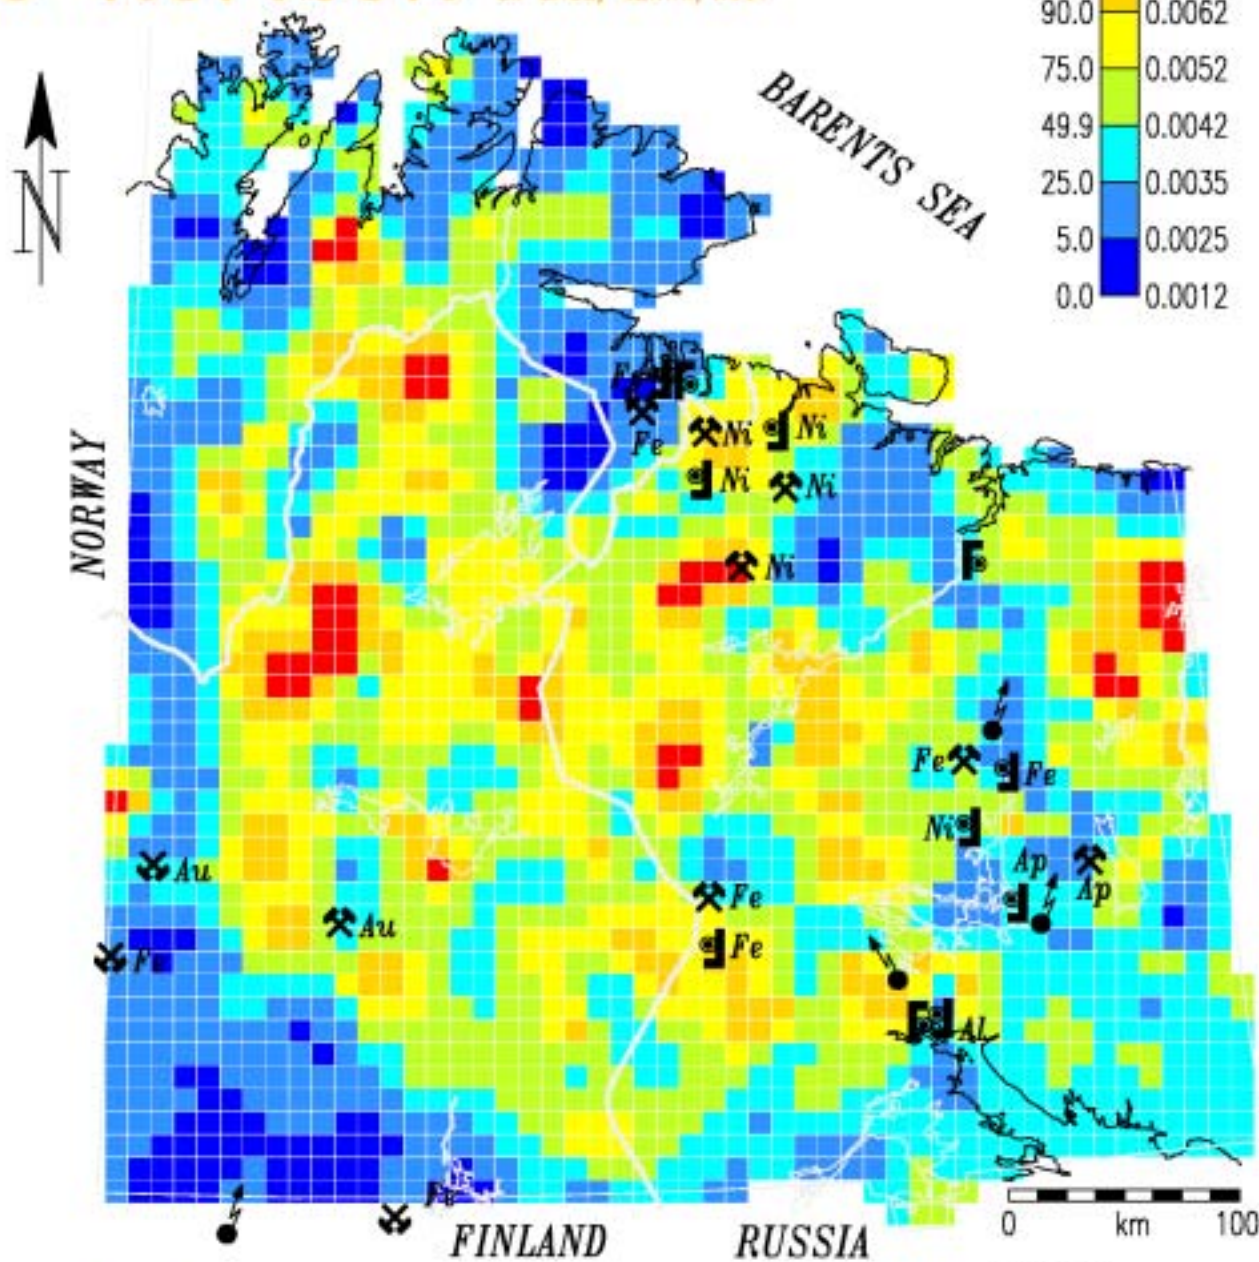 90.0 0.0062
75.0 0.0052
49.9 0.0042
25.0 0.0035
5.0 0.0025
0.0 0.0012
BARENTS SEA
N
NORWAY
Fe
Ni
Ni
Ni
Ni
Ni
Fe
Fe
Ni
Ap
Ap
Au
Au
Fe
Fe
F
Al
Fe
FINLAND
RUSSIA
0 km 100